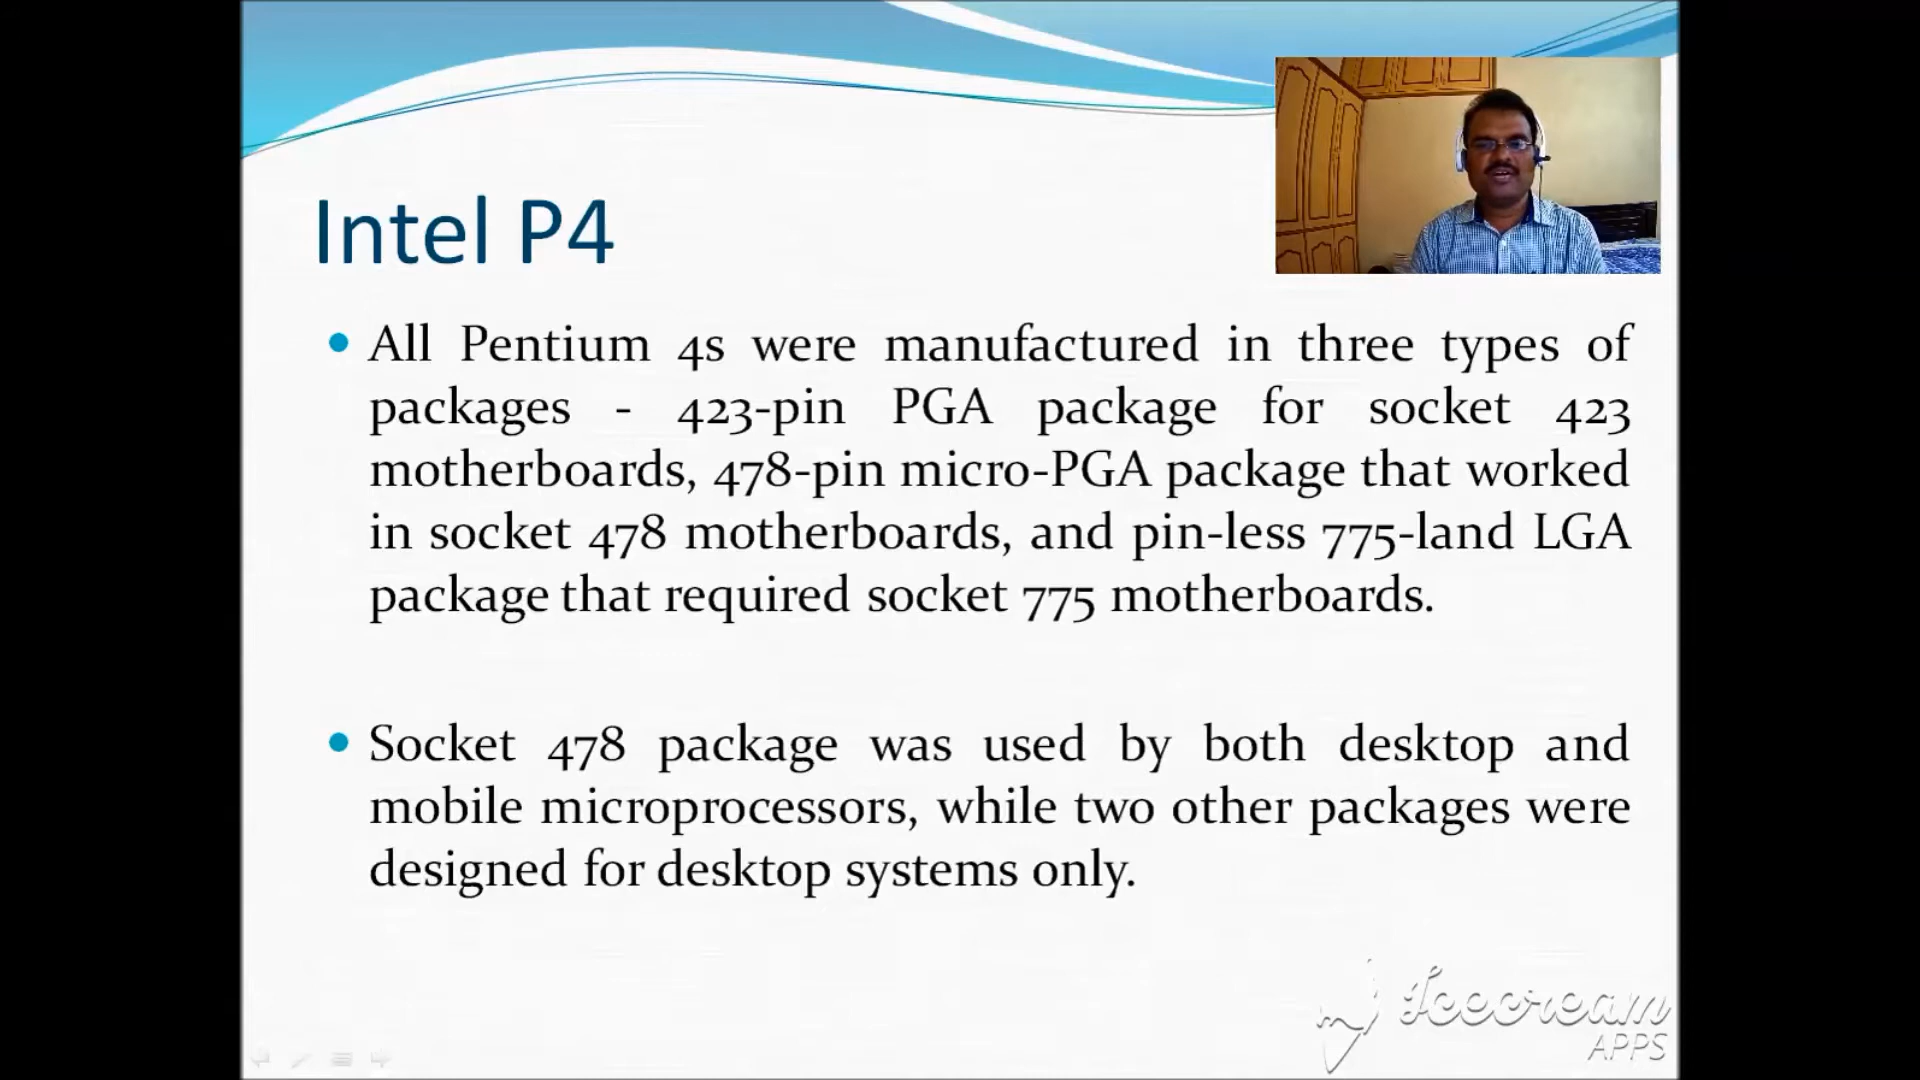 Intel P4
All Pentium 4s were manufactured in three types of
packages - 423-pin PGA package for socket 423
motherboards, 478-pin micro-PGA package that worked
in socket 478 motherboards, and pin-less 775-land LGA
package that required socket 775 motherboards.
Socket 478 package was used by both desktop and
mobile microprocessors, while two other packages were
designed for desktop systems only.
Icecream
APPS